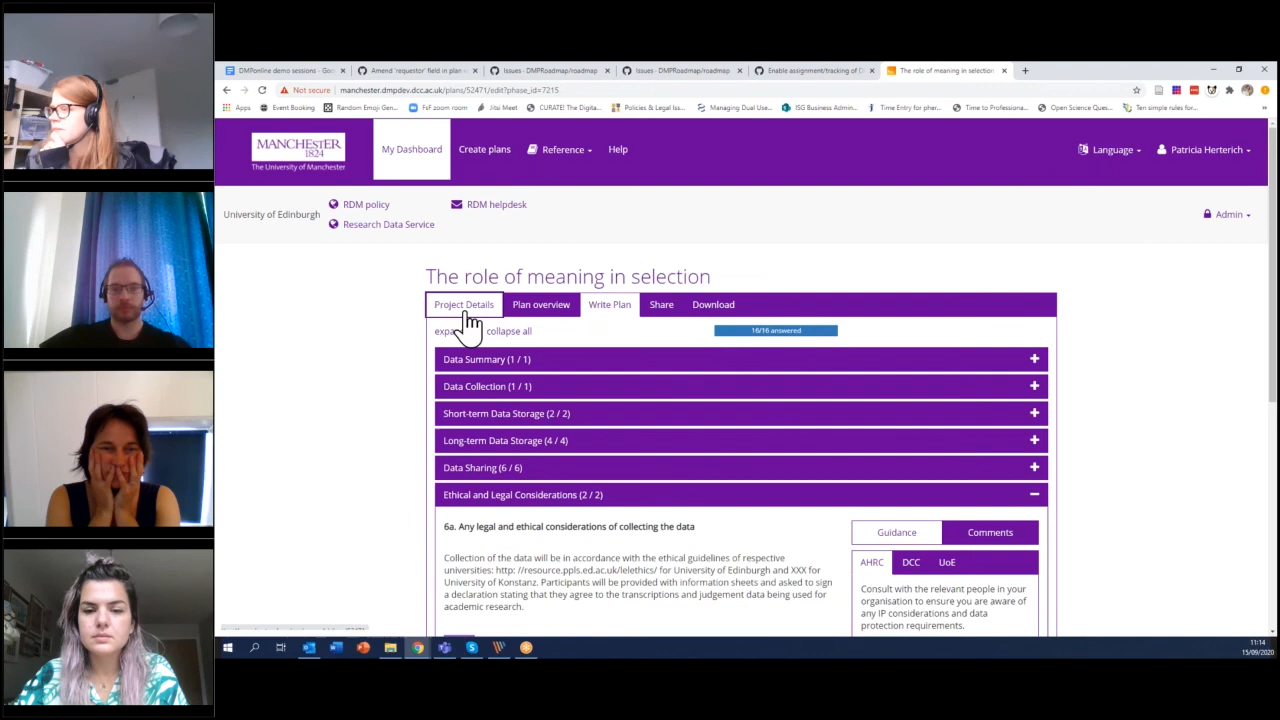 DMPonline demo sessions - Goo
Amend 'requestor' field in plan
Issues · DMPRoadmap/roadmap
Issues · DMPRoadmap/roadmap
Enable assignment/tracking of D
The role of meaning in selection
Not secure
manchester.dmpdev.dcc.ac.uk/plans/52471/edit?phase_id=7215
Apps
Event Booking
Random Emoji Gen...
FsF zoom room
Jitsi Meet
CURATE! The Digita...
Policies & Legal Iss...
Managing Dual Use...
ISG Business Admin...
Time Entry for pher...
Time to Professiona...
Open Science Ques...
Ten simple rules for...
MANCHESTER
1824
The University of Manchester
My Dashboard
Create plans
Reference
Help
Language
Patricia Herterich
University of Edinburgh
RDM policy
RDM helpdesk
Research Data Service
Admin
The role of meaning in selection
Project Details
Plan overview
Write Plan
Share
Download
expa
collapse all
16/16 answered
Data Summary (1 / 1)
Data Collection (1 / 1)
Short-term Data Storage (2 / 2)
Long-term Data Storage (4 / 4)
Data Sharing (6 / 6)
Ethical and Legal Considerations (2 / 2)
6a. Any legal and ethical considerations of collecting the data
Collection of the data will be in accordance with the ethical guidelines of respective
universities: http: //resource.ppls.ed.ac.uk/lelethics/ for University of Edinburgh and XXX for
University of Konstanz. Participants will be provided with information sheets and asked to sign
a declaration stating that they agree to the transcriptions and judgement data being used for
academic research.
Guidance
Comments
AHRC
DCC
UoE
Consult with the relevant people in your
organisation to ensure you are aware of
any IP considerations and data
protection requirements.
11:14
15/09/2020